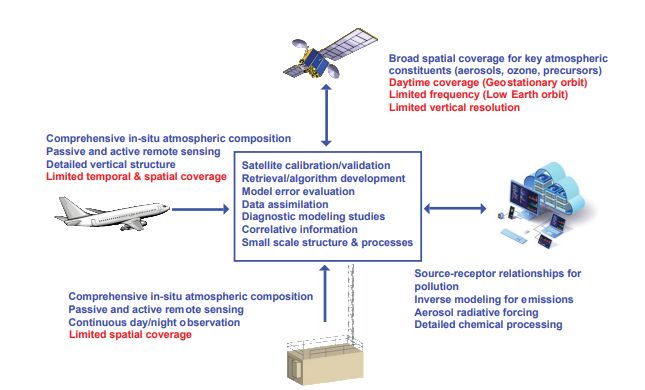 Broad spatial coverage for key atmospheric
constituents (aerosols, ozone, precursors)
Daytime coverage (Geostationary orbit)
Limited frequency (Low Earth orbit)
Limited vertical resolution
Comprehensive in-situ atmospheric composition
Passive and active remote sensing
Detailed vertical structure
Limited temporal & spatial coverage
Satellite calibration/validation
Retrieval/algorithm development
Model error evaluation
Data assimilation
Diagnostic modeling studies
Correlative information
Small scale structure & processes
Source-receptor relationships for
pollution
Inverse modeling for emissions
Aerosol radiative forcing
Detailed chemical processing
Comprehensive in-situ atmospheric composition
Passive and active remote sensing
Continuous day/night observation
Limited spatial coverage